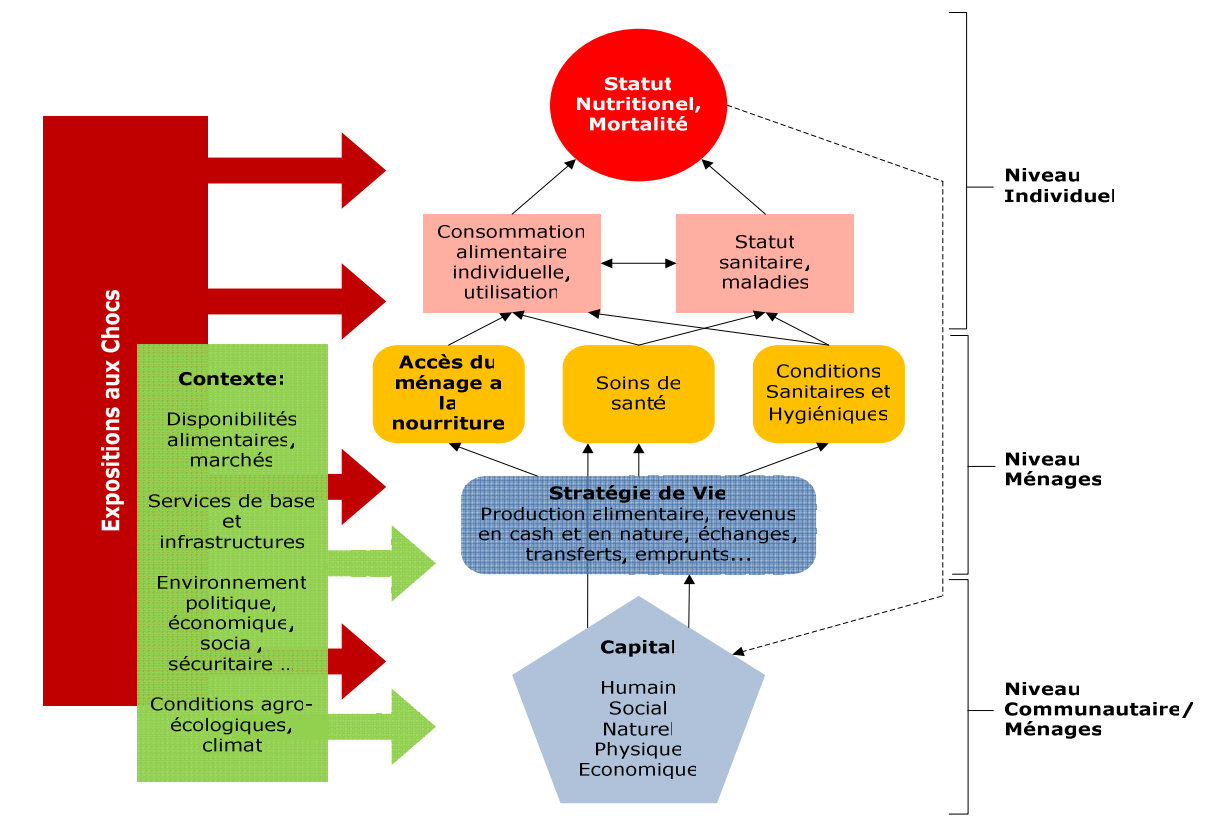 Statut
Nutritionel,
Mortalité
Niveau
Individuel
Consommation
alimentaire
individuelle,
utilisation
Statut
sanitaire,
maladies
Expositions aux Chocs
Contexte:
Disponibilités
alimentaires,
marchés
Services de base
et
infrastructures
Environnement
politique,
économique,
socia ,
sécuritaire ...
Conditions agro-
écologiques,
climat
Accès du
ménage a
la
nourriture
Soins de
santé
Conditions
Sanitaires et
Hygiéniques
Niveau
Ménages
Stratégie de Vie
Production alimentaire, revenus
en cash et en nature, échanges,
transferts, emprunts...
Capital
Humain
Social
Naturel
Physique
Economique
Niveau
Communautaire/
Ménages